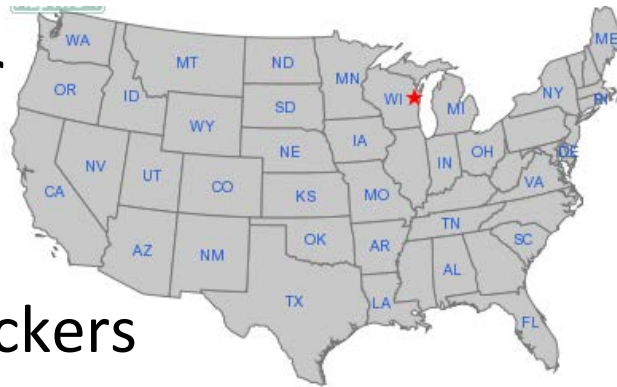 WA
MT
ND
MN
ME
OR
ID
SD
WI
MI
NY
RI
WY
IA
NE
IN
OH
DE
NV
UT
CO
CA
KS
MO
VA
TN
AZ
NM
OK
AR
SC
AL
TX
LA
FL
ckers